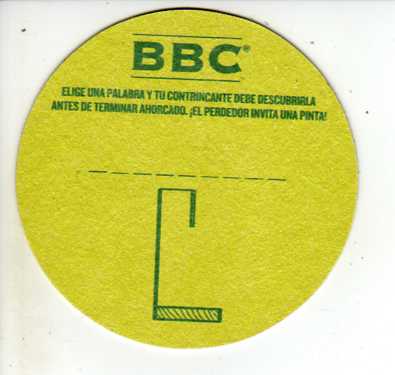 BBC®
ELIGE UNA PALABRA Y TU CONTRINCANTE DEBE DESCUBRIRLA
ANTES DE TERMINAR AHORCADO. ¡EL PERDEDOR INVITA UNA PINTA!